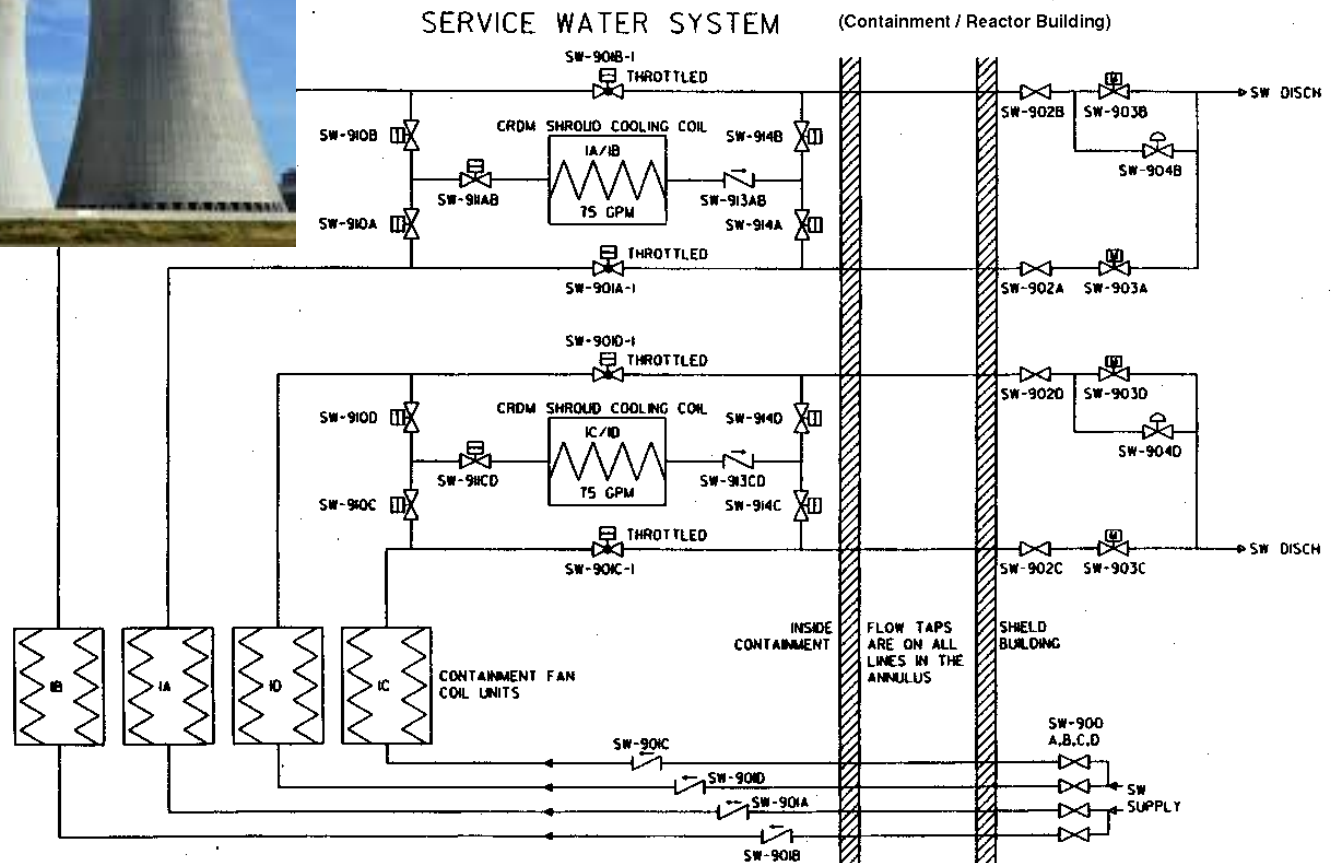 SERVICE WATER SYSTEM (Containment / Reactor Building)
SW-901B-1
THROTTLED
SW DISCH
SW-902B
SW-903B
SW-910B
CRDM SHROUD COOLING COIL
SW-914B
1A/1B
SW-904B
SW-911AB
SW-913AB
75 GPM
SW-910A
SW-914A
THROTTLED
SW-901A-1
SW-902A
SW-903A
SW-901D-1
THROTTLED
SW-902D
SW-903D
SW-910D
CRDM SHROUD COOLING COIL
SW-914D
1C/1D
SW-904D
SW-911CD
SW-913CD
75 GPM
SW-910C
SW-914C
THROTTLED
SW DISCH
SW-901C-1
SW-902C
SW-903C
INSIDE
CONTAINMENT
FLOW TAPS
ARE ON ALL
LINES IN THE
ANNULUS
SHIELD
BUILDING
1B
1A
1D
1C
CONTAINMENT FAN
COIL UNITS
SW-900
A,B,C,D
SW-901C
SW-901D
SW
SUPPLY
SW-901A
SW-901B
M
M
M
M